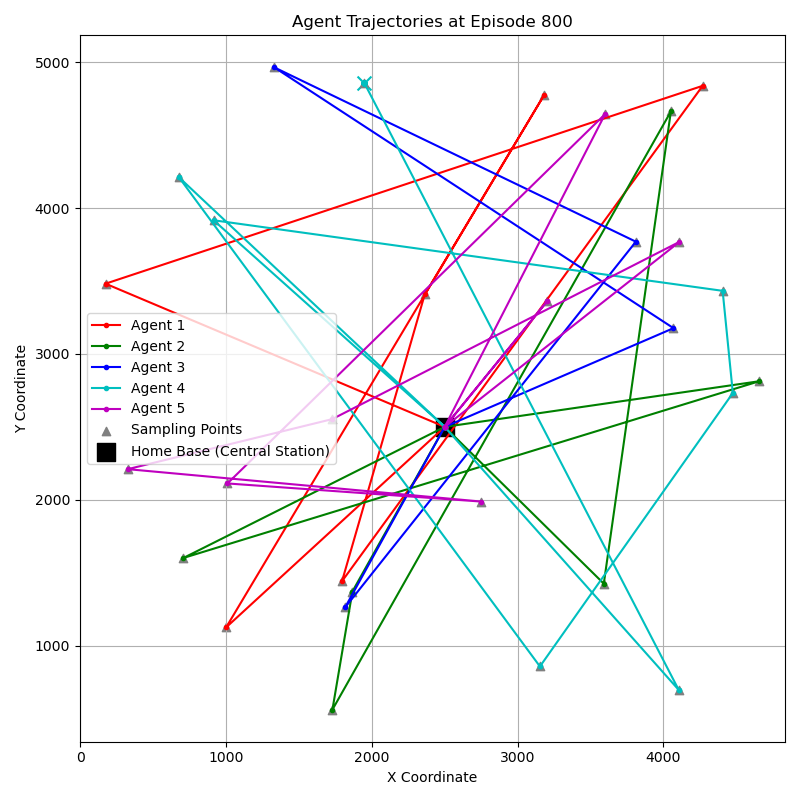 Agent Trajectories at Episode 800
5000
4000
3000
2000
1000
Y Coordinate
Agent 1
Agent 2
Agent 3
Agent 4
Agent 5
Sampling Points
Home Base (Central Station)
0
1000
2000
3000
4000
X Coordinate